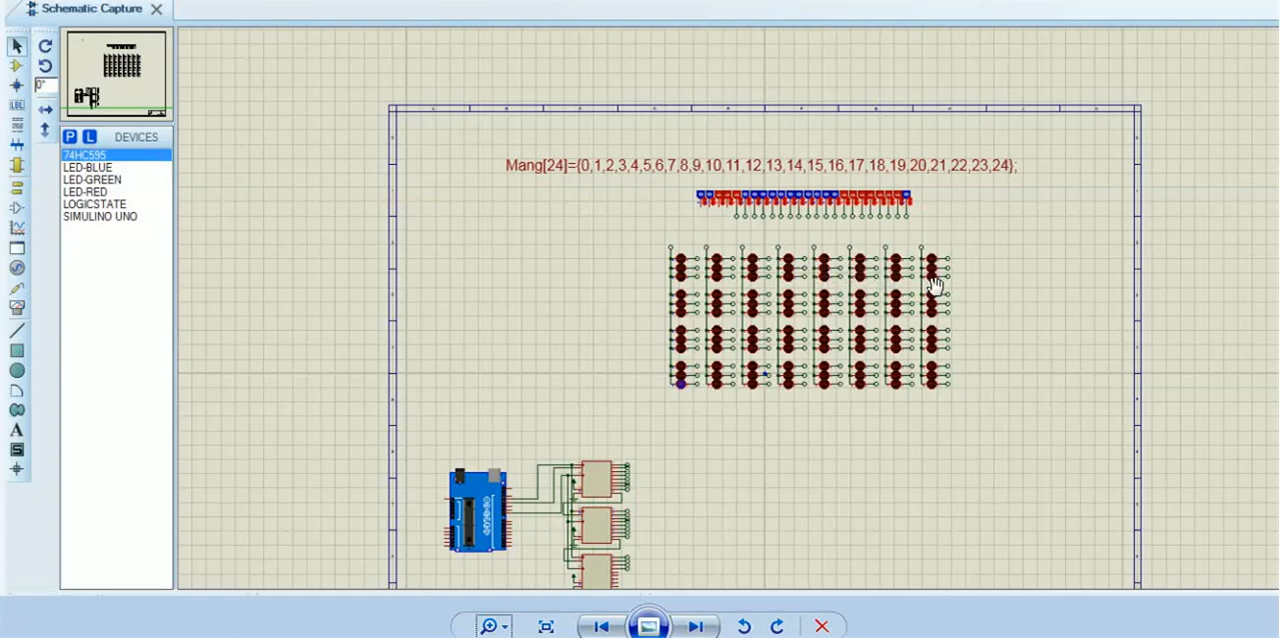 Schematic Capture
0°
LBL
P L DEVICES
74HC595
LED-BLUE
LED-GREEN
LED-RED
LOGICSTATE
SIMULINO UNO
A
S
Mang[24]={0,1,2,3,4,5,6,7,8,9,10,11,12,13,14,15,16,17,18,19,20,21,22,23,24};